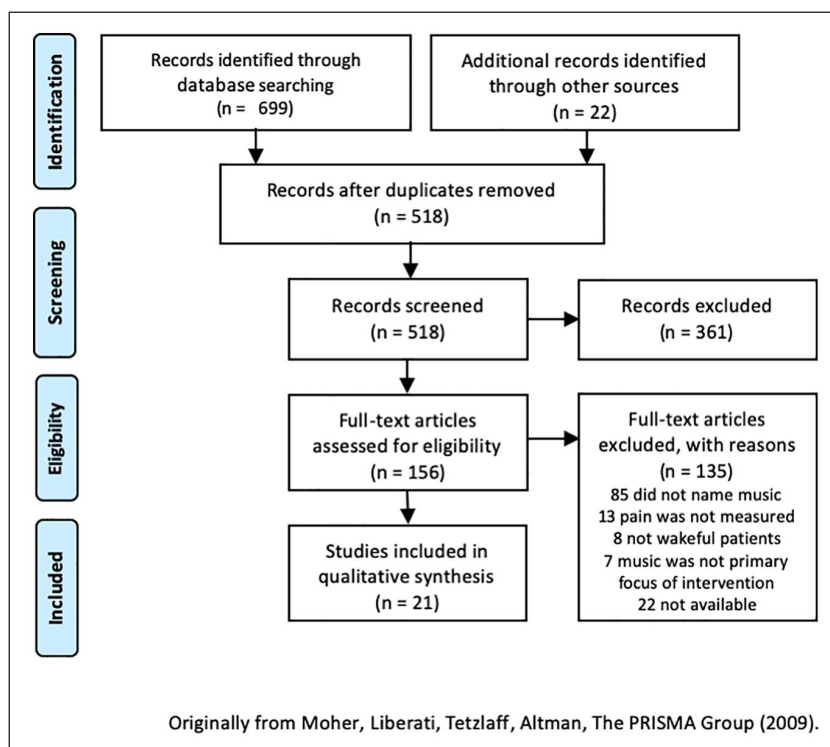 Identification
Records identified through
database searching
(n = 699)
Additional records identified
through other sources
(n = 22)
Records after duplicates removed
(n = 518)
Screening
Records screened
(n = 518)
Records excluded
(n = 361)
Eligibility
Full-text articles
assessed for eligibility
(n = 156)
Full-text articles
excluded, with reasons
(n = 135)
85 did not name music
13 pain was not measured
8 not wakeful patients
7 music was not primary
focus of intervention
22 not available
Included
Studies included in
qualitative synthesis
(n = 21)
Originally from Moher, Liberati, Tetzlaff, Altman, The PRISMA Group (2009).